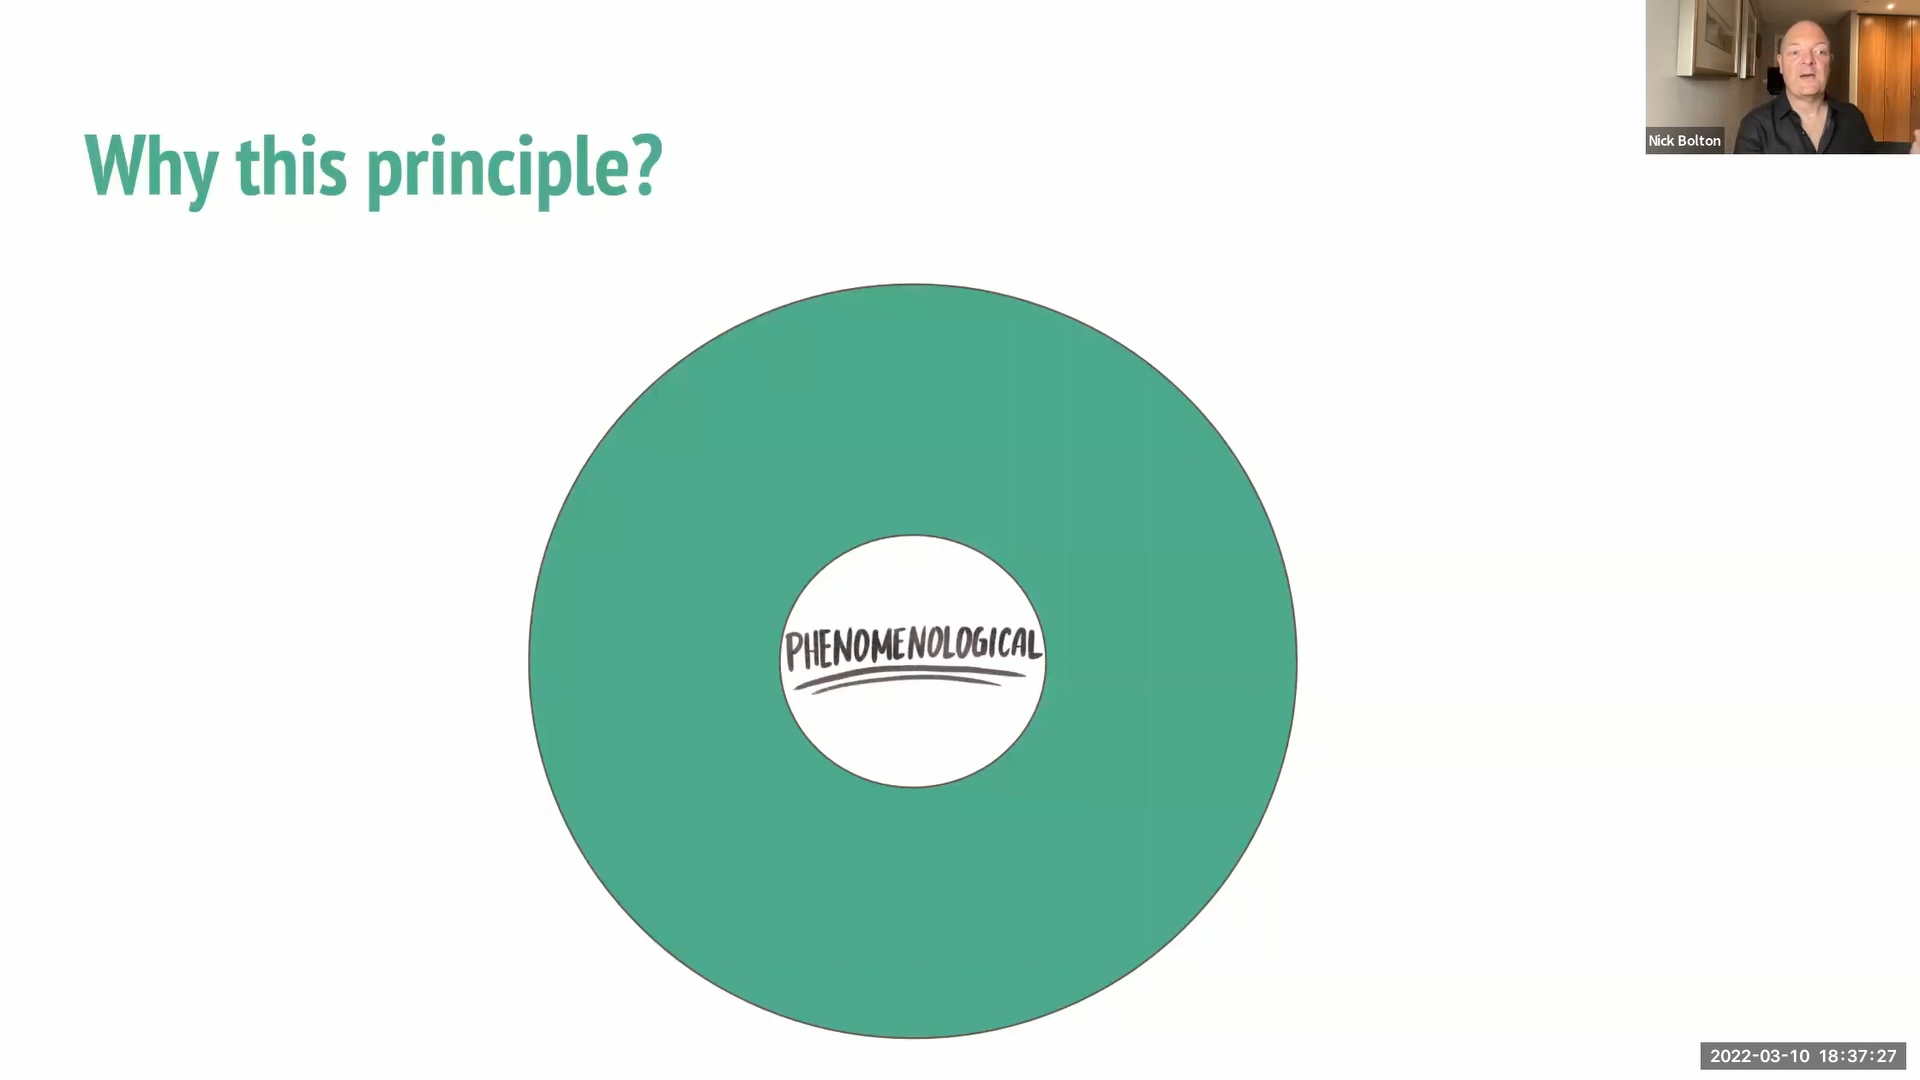 Nick Bolton
Why this principle?
PHENOMENOLOGICAL
2022-03-10 18:37:27